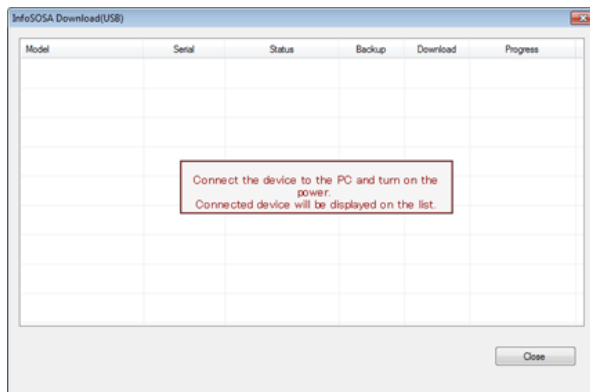 InfoSOSA Download(USB)
Model Serial Status Backup Download Progress
Connect the device to the PC and turn on the
power.
Connected device will be displayed on the list.
Close